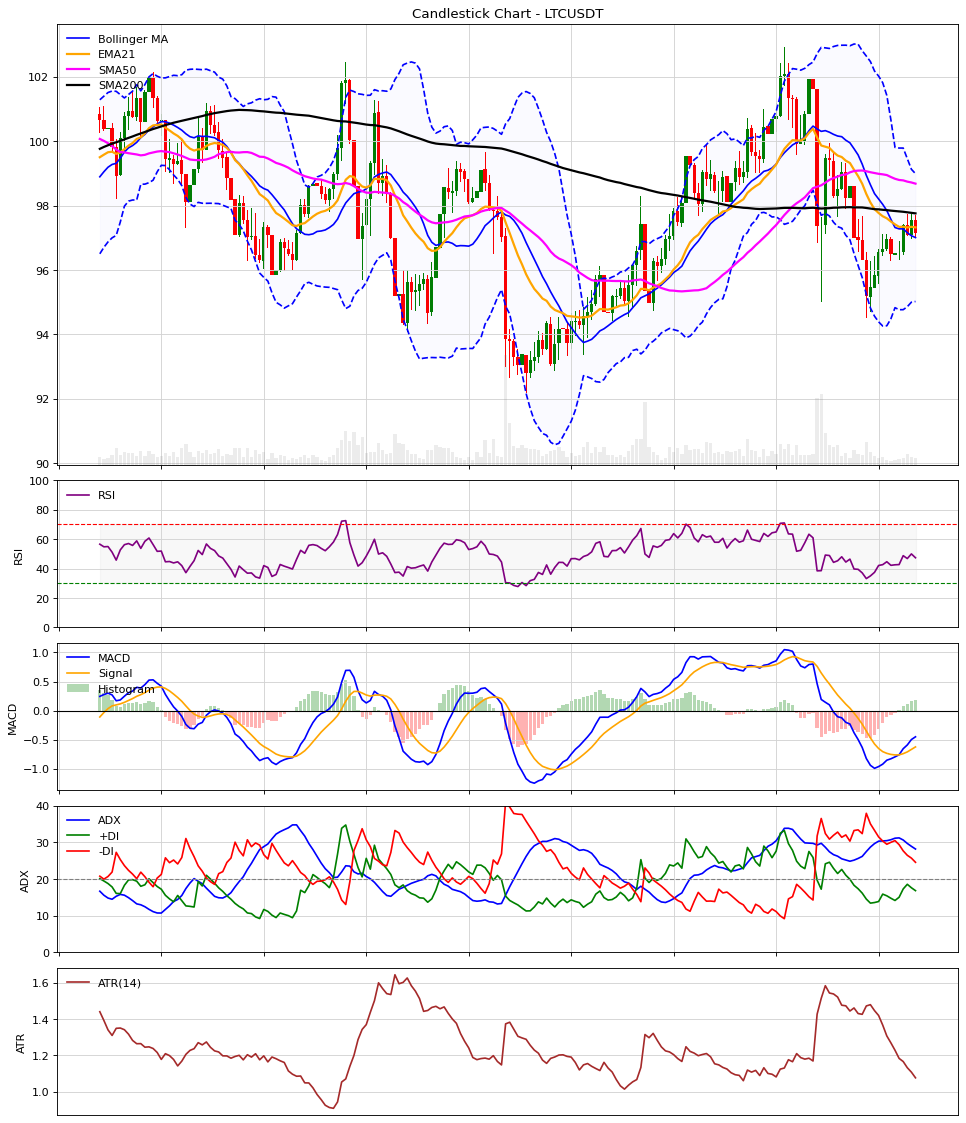 Candlestick Chart - LTCUSDT
Bollinger MA
EMA21
SMA50
SMA200
102
100
98
96
94
92
90
RSI
RSI
100
80
60
40
20
0
MACD
Signal
Histogram
MACD
1.0
0.5
0.0
−0.5
−1.0
ADX
+DI
-DI
ADX
40
30
20
10
0
ATR(14)
ATR
1.6
1.4
1.2
1.0